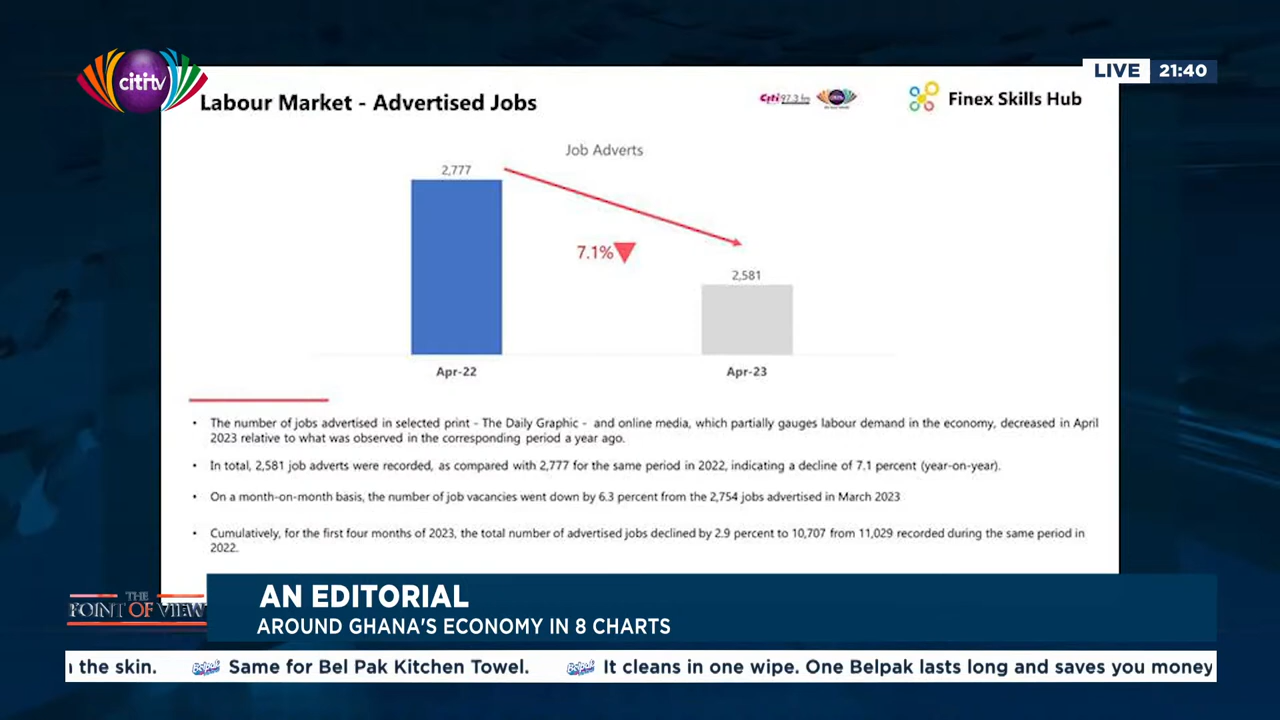 citi tv
LIVE 21:40
Labour Market - Advertised Jobs
Citi 97.3 fm
Finex Skills Hub
Job Adverts
2,777
7.1%
2,581
Apr-22
Apr-23
• The number of jobs advertised in selected print - The Daily Graphic - and online media, which partially gauges labour demand in the economy, decreased in April
2023 relative to what was observed in the corresponding period a year ago.
• In total, 2,581 job adverts were recorded, as compared with 2,777 for the same period in 2022, indicating a decline of 7.1 percent (year-on-year).
• On a month-on-month basis, the number of job vacancies went down by 6.3 percent from the 2,754 jobs advertised in March 2023
• Cumulatively, for the first four months of 2023, the total number of advertised jobs declined by 2.9 percent to 10,707 from 11,029 recorded during the same period in
2022.
THE
POINT OF VIEW
AN EDITORIAL
AROUND GHANA'S ECONOMY IN 8 CHARTS
the skin. Belpak Same for Bel Pak Kitchen Towel. Belpak It cleans in one wipe. One Belpak lasts long and saves you money